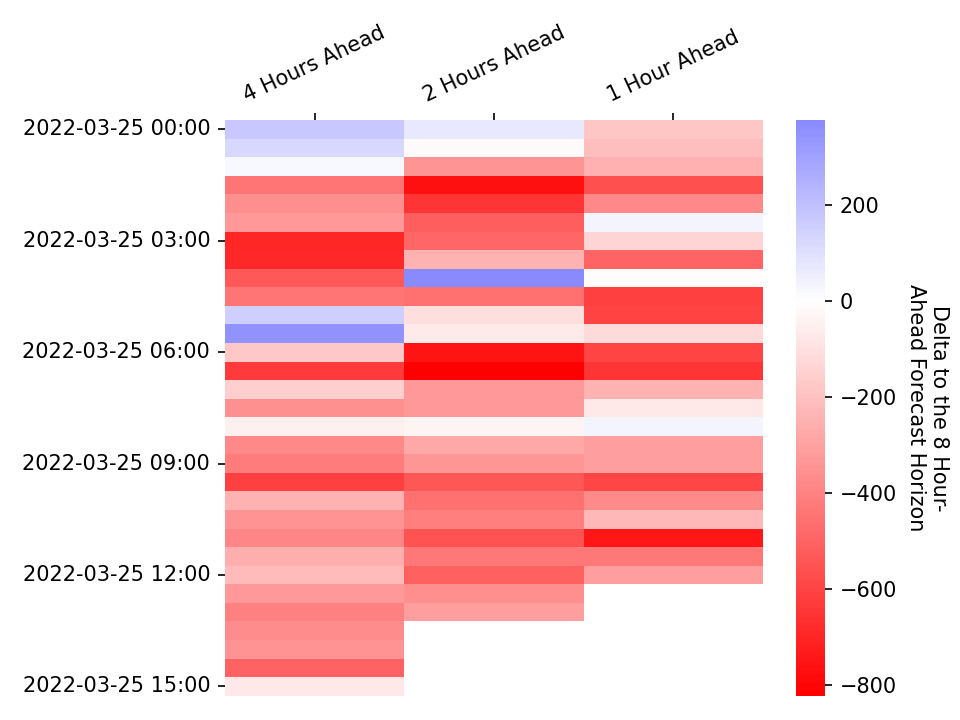 4 Hours Ahead
2 Hours Ahead
1 Hour Ahead
2022-03-25 00:00
2022-03-25 03:00
2022-03-25 06:00
2022-03-25 09:00
2022-03-25 12:00
2022-03-25 15:00
200
0
−200
−400
−600
−800
Delta to the 8 Hour-
Ahead Forecast Horizon